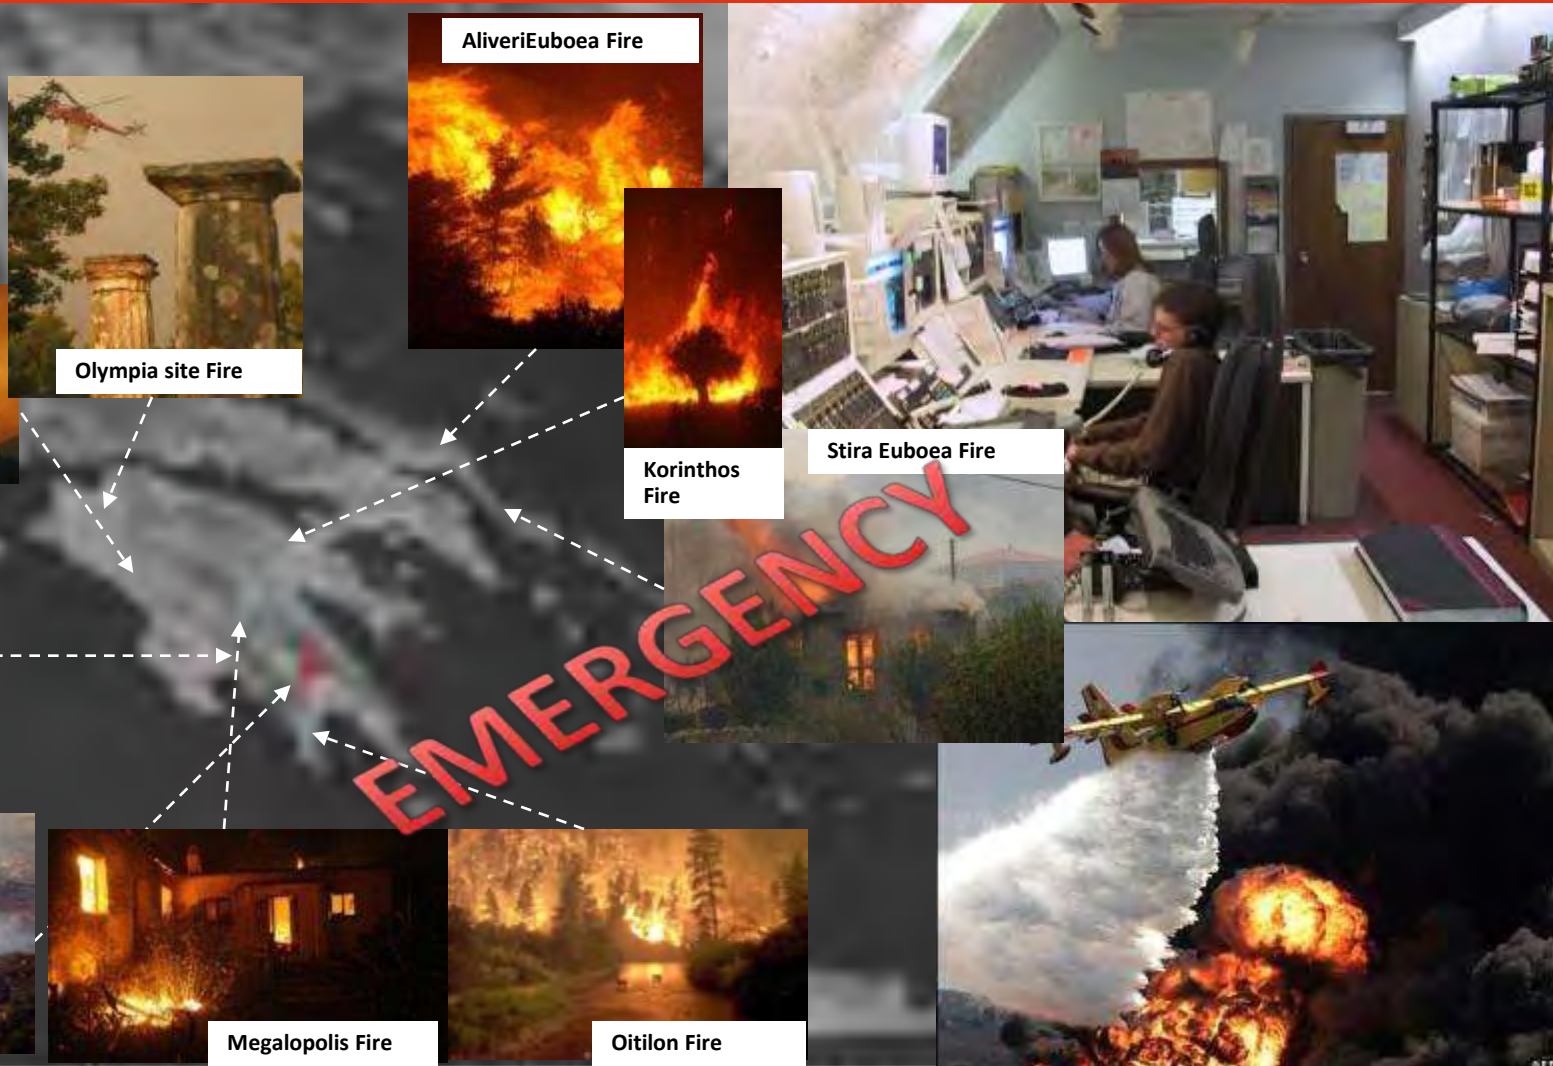 AliveriEuboea Fire
Olympia site Fire
Korinthos
Fire
Stira Euboea Fire
EMERGENCY
Megalopolis Fire
Oitilon Fire